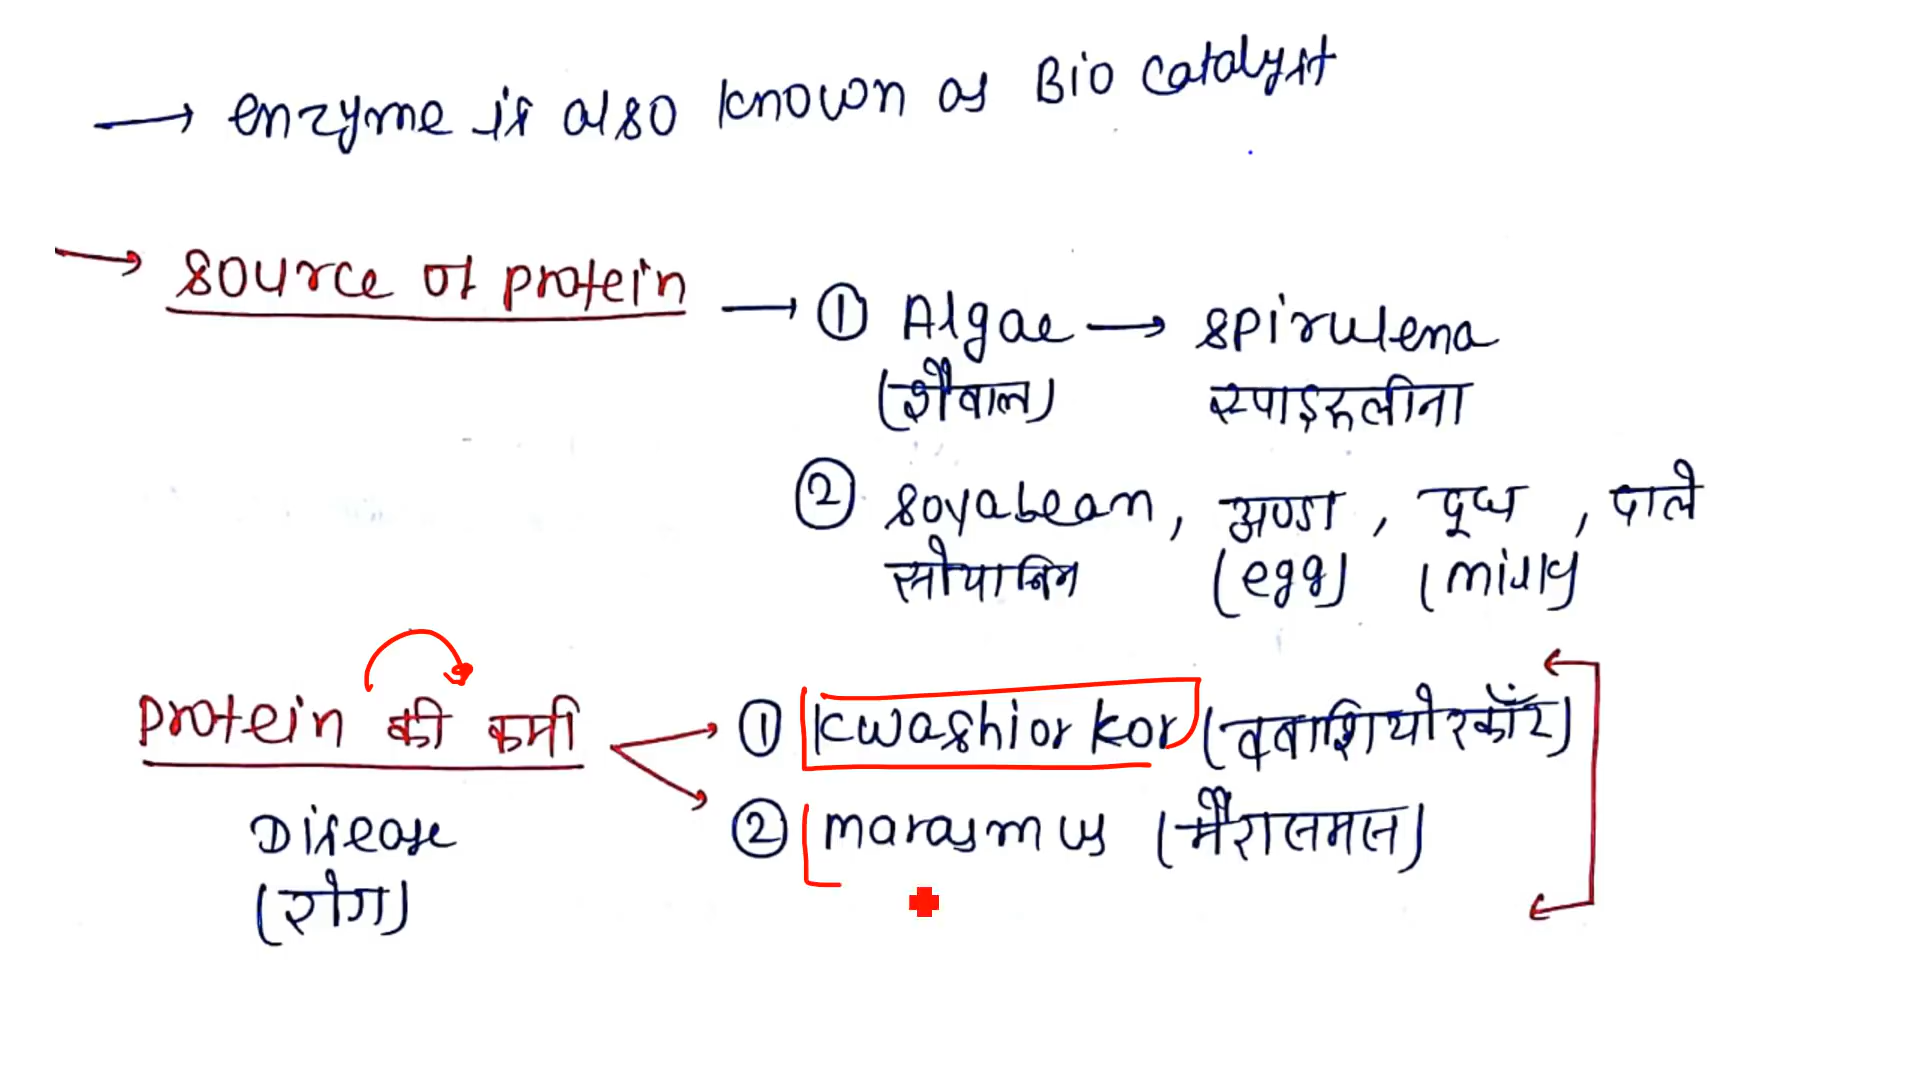 → enzyme is also known as Bio catalyst
→ source of protein → ① Algae → spirulena
(शैवाल) स्पाइरुलीना
② soyabean, अण्डा, दूध, दाले
सोयाबिन (egg) (milk)
protein की कमी ① kwashiorkor (क्वाशियोरकॉर)
Disease ② marasmus (मैरासमस)
(रोग)